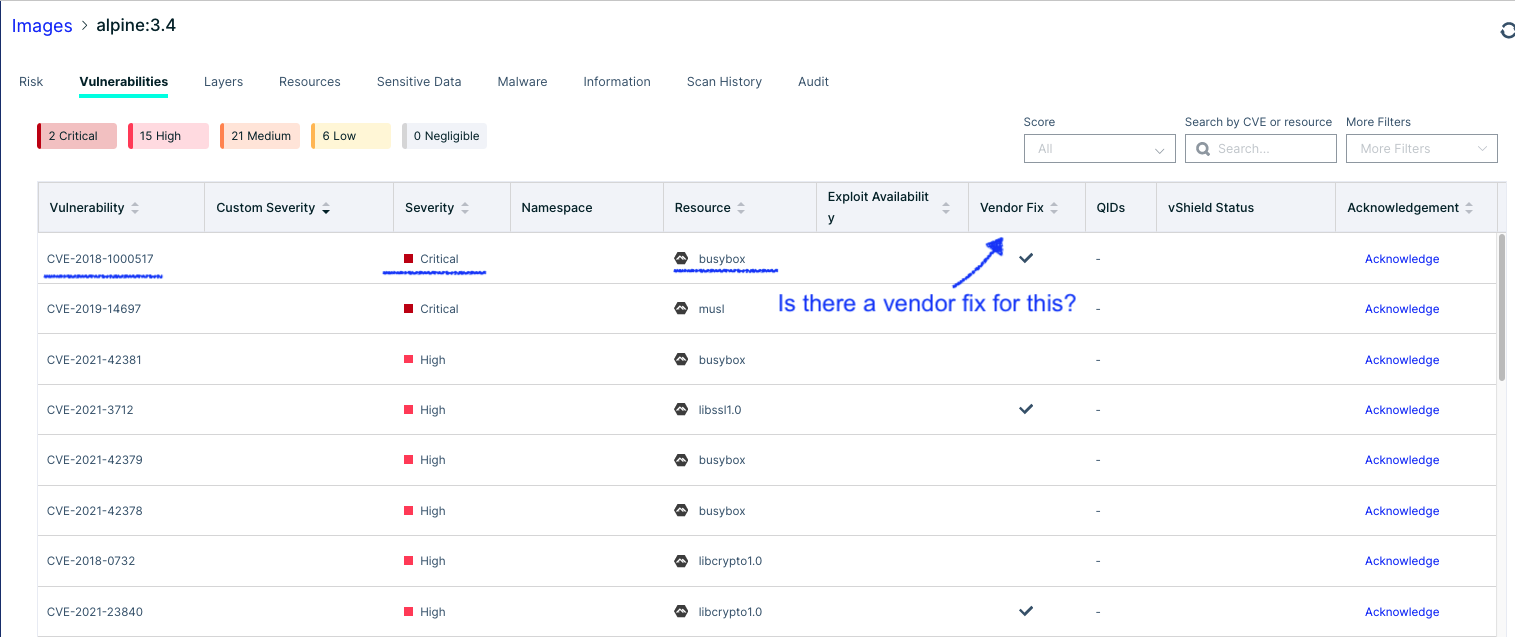 Images > alpine:3.4
Risk Vulnerabilities Layers Resources Sensitive Data Malware Information Scan History Audit
2 Critical 15 High 21 Medium 6 Low 0 Negligible
Score Search by CVE or resource More Filters
All Search... More Filters
Vulnerability Custom Severity Severity Namespace Resource Exploit Availabilit
y Vendor Fix QIDs vShield Status Acknowledgement
CVE-2018-1000517 Critical busybox - Acknowledge
Is there a vendor fix for this?
CVE-2019-14697 Critical musl - Acknowledge
CVE-2021-42381 High busybox - Acknowledge
CVE-2021-3712 High libssl1.0 - Acknowledge
CVE-2021-42379 High busybox - Acknowledge
CVE-2021-42378 High busybox - Acknowledge
CVE-2018-0732 High libcrypto1.0 - Acknowledge
CVE-2021-23840 High libcrypto1.0 - Acknowledge